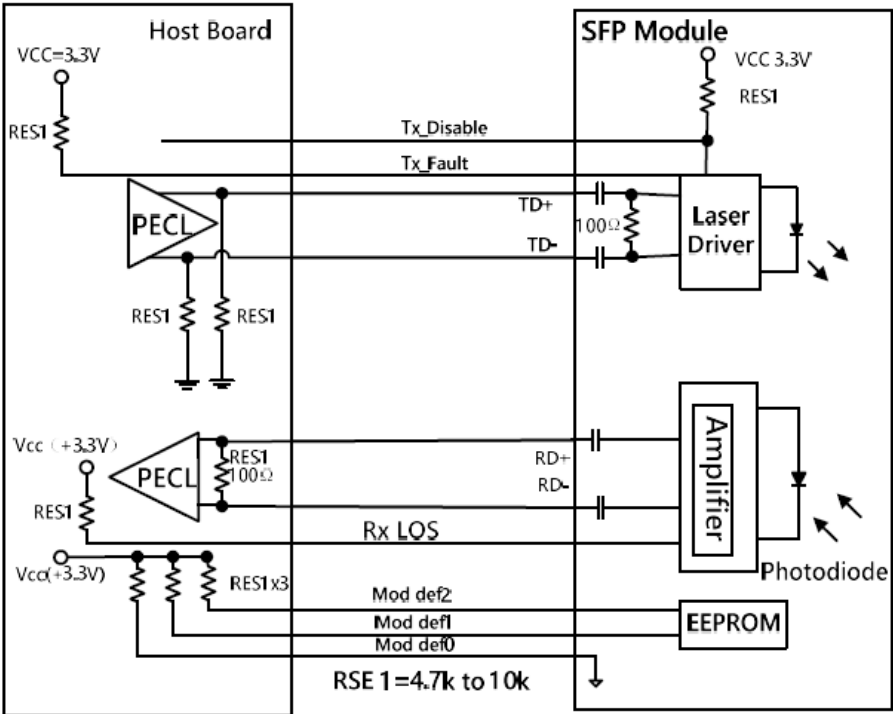 Host Board
SFP Module
VCC=3.3V
VCC 3.3V
RES1
RES1
Tx_Disable
Tx_Fault
PECL
TD+
100Ω
TD-
Laser
Driver
RES1
RES1
Vcc (+3.3V)
PECL
RES1
100Ω
RD+
RD-
Amplifier
RES1
Rx LOS
Vcc(+3.3V)
RES1x3
Photodiode
Mod def2
Mod def1
Mod def0
EEPROM
RSE 1=4.7k to 10k